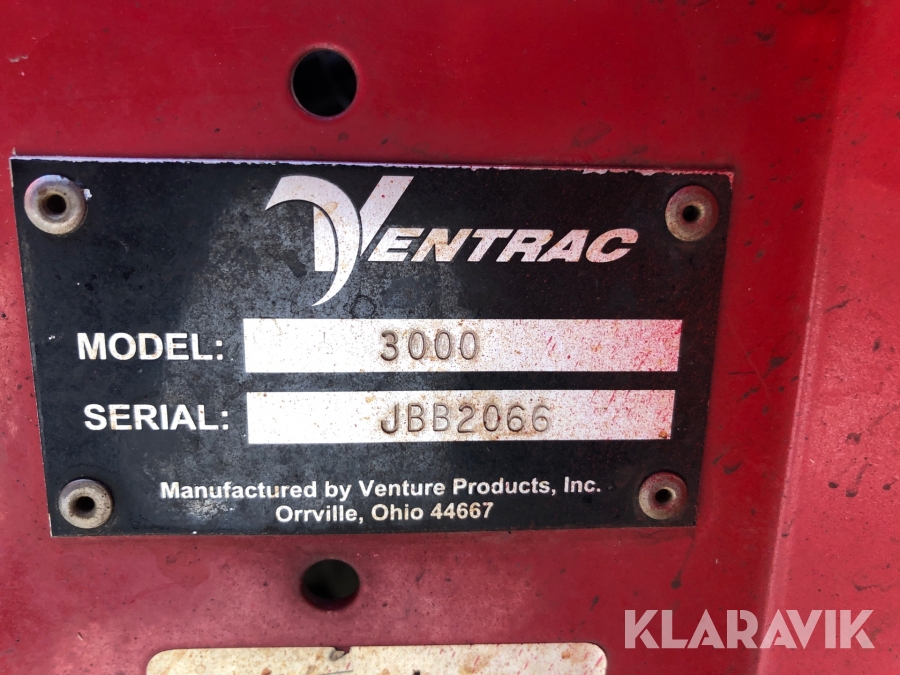 VENTRAC
MODEL: 3000
SERIAL: JBB2066
Manufactured by Venture Products, Inc.
Orrville, Ohio 44667
KLARAVIK